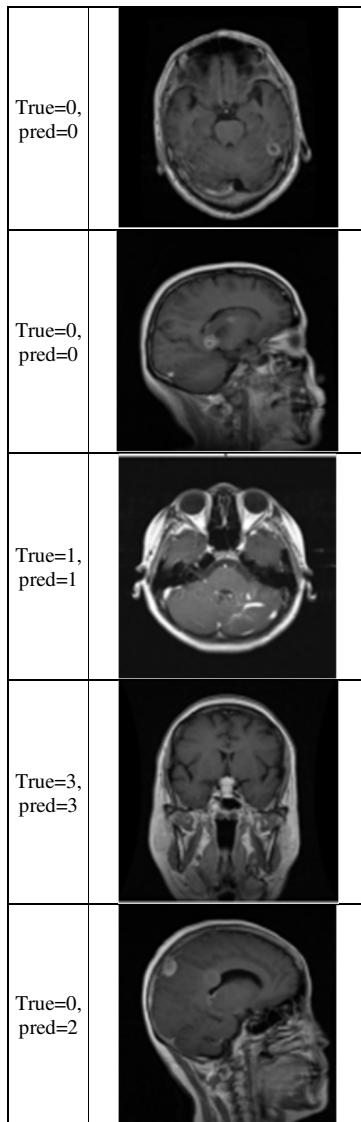 True=0,
pred=0
True=0,
pred=0
True=1,
pred=1
True=3,
pred=3
True=0,
pred=2